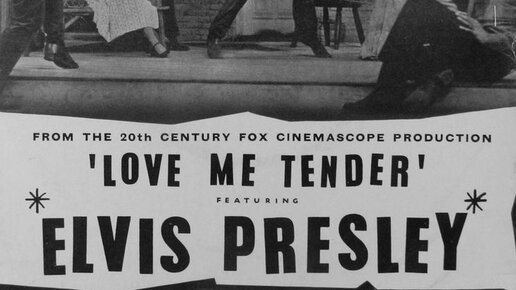 FROM THE 20th CENTURY FOX CINEMASCOPE PRODUCTION
'LOVE ME TENDER'
FEATURING
ELVIS PRESLEY